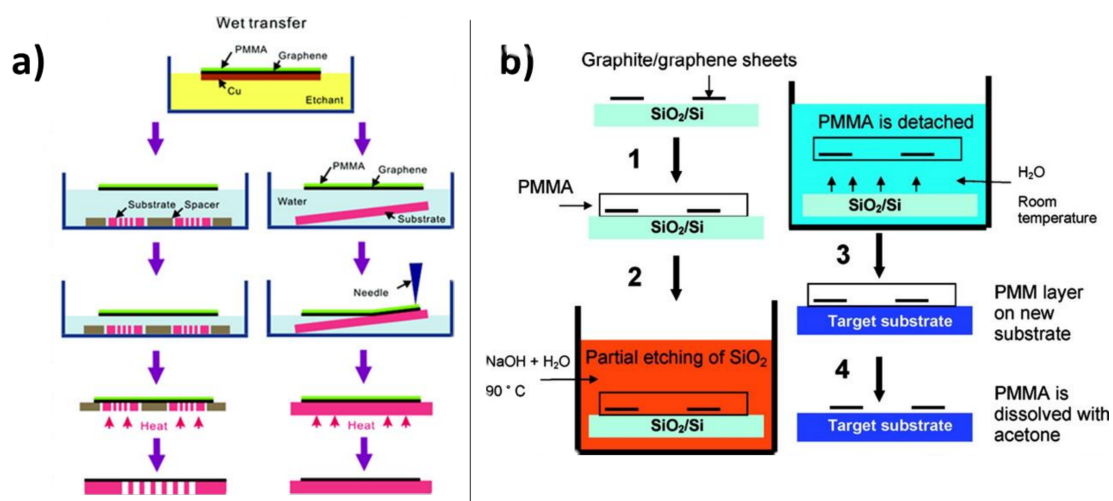 a)
Wet transfer
PMMA
Graphene
Cu
Etchant
PMMA
Graphene
Substrate
Spacer
Water
Substrate
Needle
Heat
Heat
b)
Graphite/graphene sheets
SiO₂/Si
1
PMMA
SiO₂/Si
2
NaOH + H₂O
90 ° C
Partial etching of SiO₂
SiO₂/Si
PMMA is detached
H₂O
SiO₂/Si
Room
temperature
3
PMM layer
on new
substrate
Target substrate
4
PMMA is
dissolved with
acetone
Target substrate